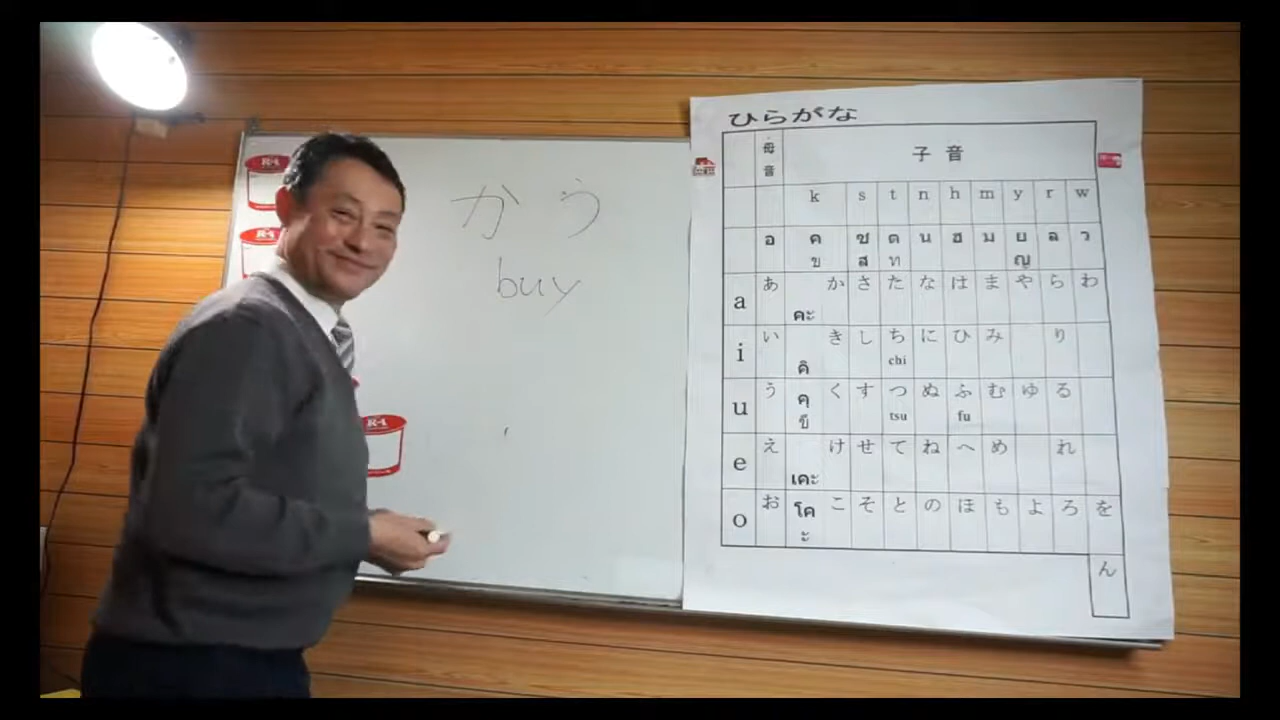 かう
buy
R-1
R-1
R-1
ひらがな
母音 子音
k s t n h m y r w
อ ค ซ ต น ฮ ม ย ล ว
ข ส ท ญ
a あ か さ た な は ま や ら わ
คะ
i い き し ち に ひ み り
คิ chi
u う คุ く す つ ぬ ふ む ゆ る
tsu fu
e え け せ て ね へ め れ
เคะ
o お โคะ こ そ と の ほ も よ ろ を
ん